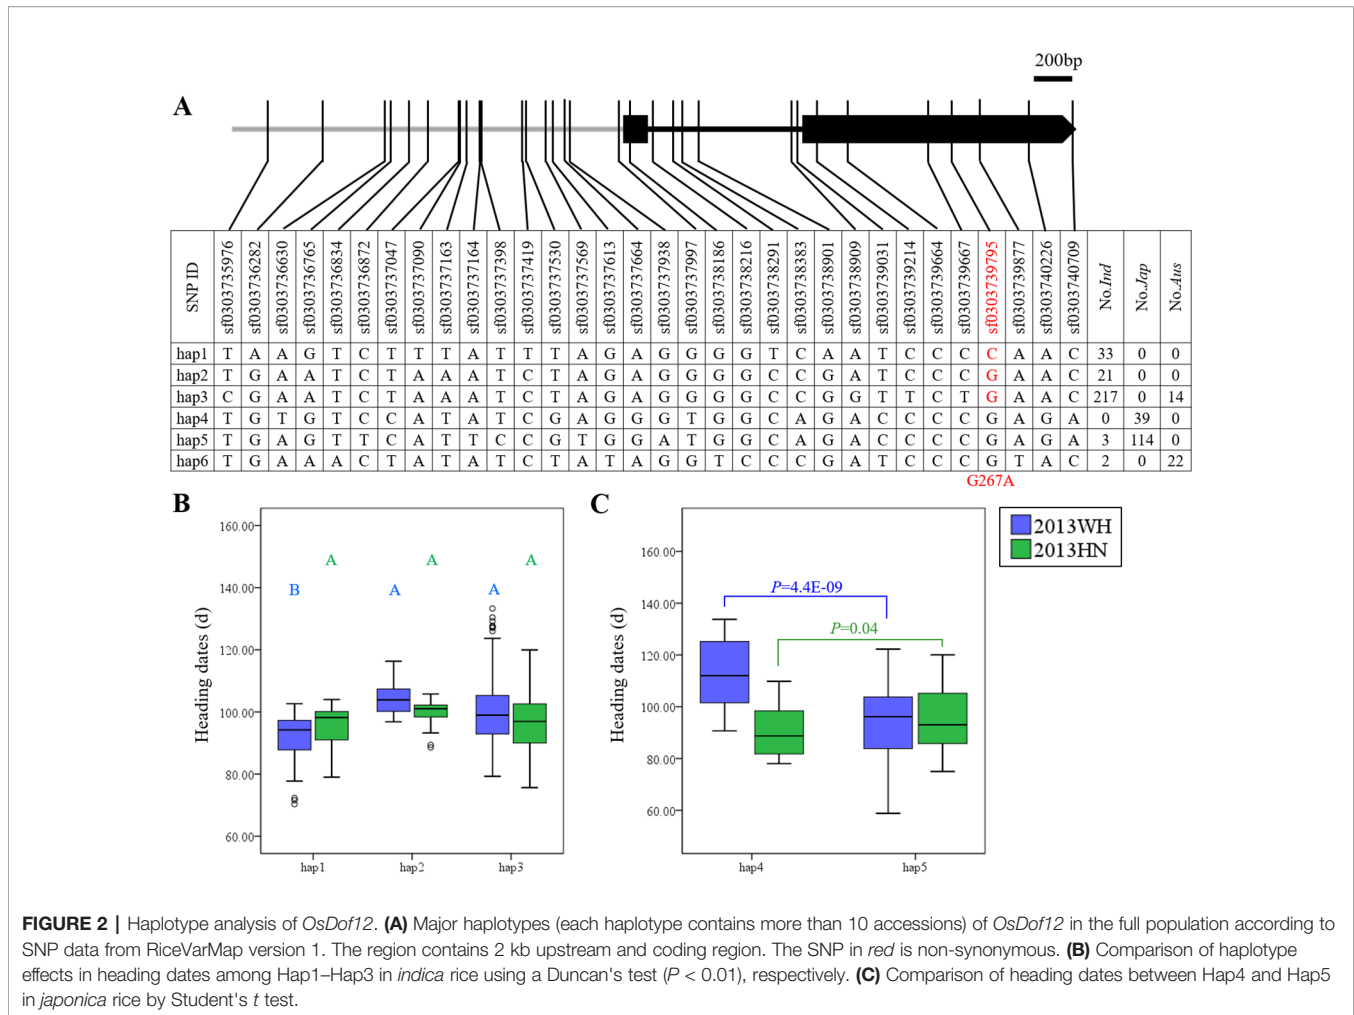 200bp
A
SNP ID sf0303735976 sf0303736282 sf0303736630 sf0303736765 sf0303736834 sf0303736872 sf0303737047 sf0303737090 sf0303737163 sf0303737164 sf0303737398 sf0303737419 sf0303737530 sf0303737569 sf0303737613 sf0303737664 sf0303737938 sf0303737997 sf0303738186 sf0303738216 sf0303738291 sf0303738383 sf0303738901 sf0303738909 sf0303739031 sf0303739214 sf0303739664 sf0303739667 sf0303739795 sf0303739877 sf0303740226 sf0303740709 No.Ind No.Jap No.Aus
hap1 T A A G T C T T T A T T T A G A G G G G T C A A T C C C C A A C 33 0 0
hap2 T G A A T C T A A A T C T A G A G G G G C C G A T C C C G A A C 21 0 0
hap3 C G A A T C T A A A T C T A G A G G G G C C G G T T C T G A A C 217 0 14
hap4 T G T G T C C A T A T C G A G G G T G G C A G A C C C C G A G A 0 39 0
hap5 T G A G T T C A T T C C G T G G A T G G C A G A C C C C G A G A 3 114 0
hap6 T G A A A C T A T A T C T A T A G G T C C C G A T C C C G T A C 2 0 22
G267A
B
Heading dates (d)
160.00
140.00
120.00
100.00
80.00
60.00
B A A A A A
hap1 hap2 hap3
C
Heading dates (d)
160.00
140.00
120.00
100.00
80.00
60.00
P=4.4E-09
P=0.04
hap4 hap5
2013WH
2013HN
FIGURE 2 | Haplotype analysis of OsDof12. (A) Major haplotypes (each haplotype contains more than 10 accessions) of OsDof12 in the full population according to
SNP data from RiceVarMap version 1. The region contains 2 kb upstream and coding region. The SNP in red is non-synonymous. (B) Comparison of haplotype
effects in heading dates among Hap1–Hap3 in indica rice using a Duncan's test (P < 0.01), respectively. (C) Comparison of heading dates between Hap4 and Hap5
in japonica rice by Student's t test.